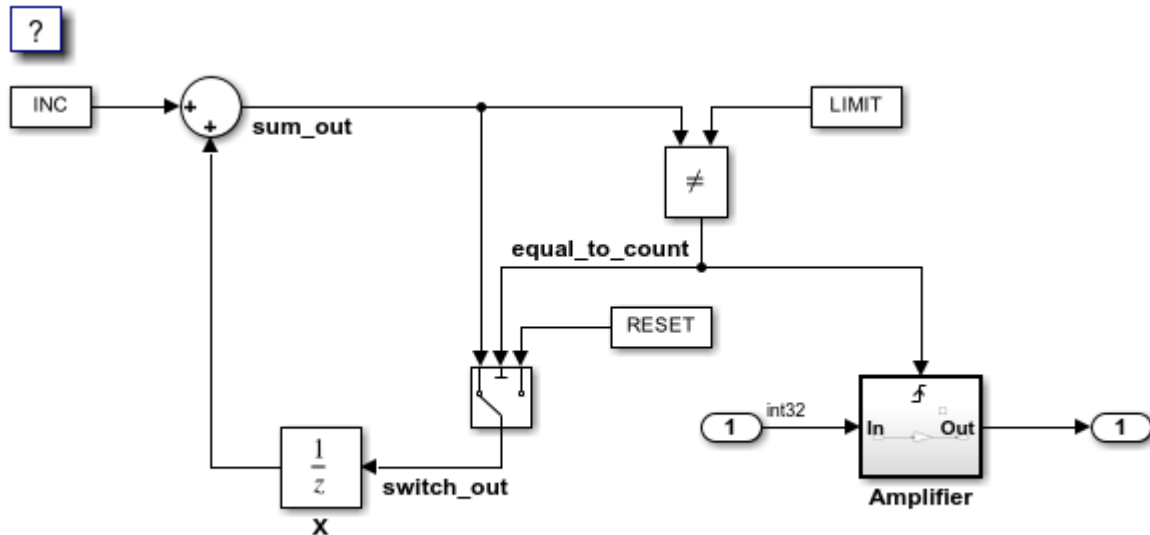 ?
INC
+
+
sum_out
LIMIT
≠
equal_to_count
RESET
1
int32
In
Out
1
Amplifier
1
z
switch_out
X